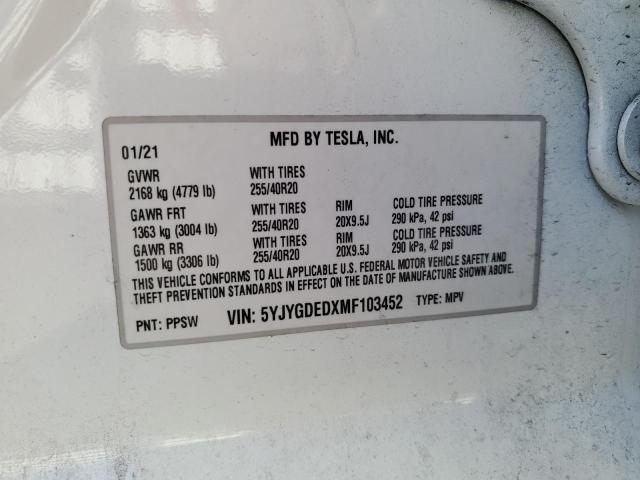 MFD BY TESLA, INC.
01/21
GVWR WITH TIRES
2168 kg (4779 lb) 255/40R20
GAWR FRT WITH TIRES RIM COLD TIRE PRESSURE
1363 kg (3004 lb) 255/40R20 20X9.5J 290 kPa, 42 psi
GAWR RR WITH TIRES RIM COLD TIRE PRESSURE
1500 kg (3306 lb) 255/40R20 20X9.5J 290 kPa, 42 psi
THIS VEHICLE CONFORMS TO ALL APPLICABLE U.S. FEDERAL MOTOR VEHICLE SAFETY AND
THEFT PREVENTION STANDARDS IN EFFECT ON THE DATE OF MANUFACTURE SHOWN ABOVE.
PNT: PPSW VIN: 5YJYGDEDXMF103452 TYPE: MPV